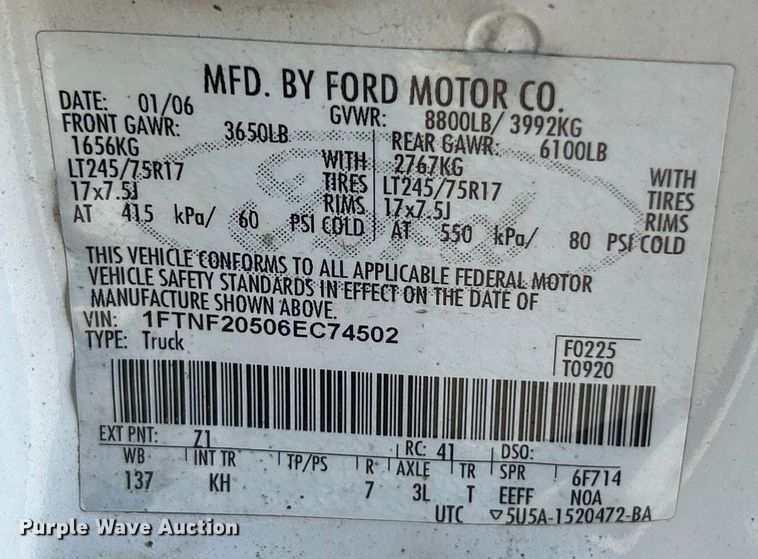 MFD. BY FORD MOTOR CO.
DATE: 01/06 GVWR: 8800LB/ 3992KG
FRONT GAWR: 3650LB REAR GAWR: 6100LB
1656KG WITH 2767KG WITH
LT245/75R17 TIRES LT245/75R17 TIRES
17x7.5J RIMS 17x7.5J RIMS
AT 415 kPa/ 60 PSI COLD AT 550 kPa/ 80 PSI COLD
THIS VEHICLE CONFORMS TO ALL APPLICABLE FEDERAL MOTOR
VEHICLE SAFETY STANDARDS IN EFFECT ON THE DATE OF
MANUFACTURE SHOWN ABOVE.
VIN: 1FTNF20506EC74502
TYPE: Truck
F0225
T0920
EXT PNT: Z1 RC: 41 DSO:
WB INT TR TP/PS R AXLE TR SPR 6F714
137 KH 7 3L T EEFF N0A
UTC ▽5U5A-1520472-BA
Purple Wave Auction